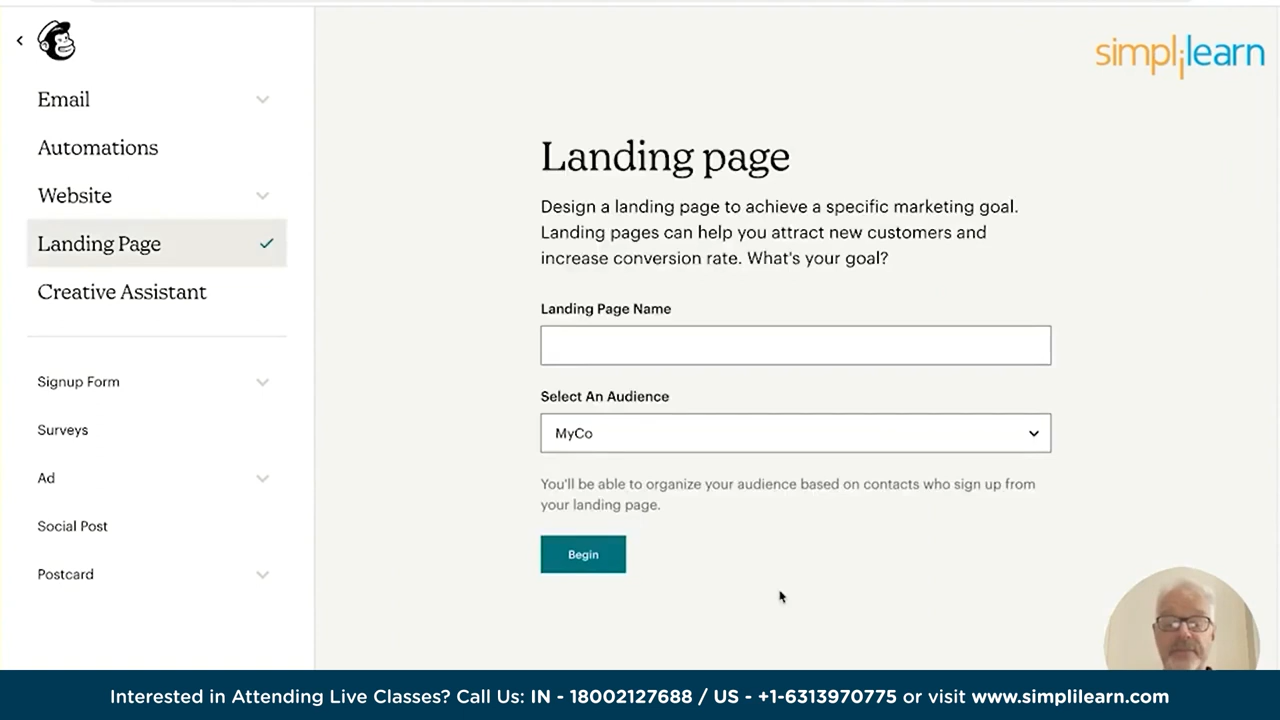 simplilearn
Email
Automations
Website
Landing Page
Creative Assistant
Signup Form
Surveys
Ad
Social Post
Postcard
Landing page
Design a landing page to achieve a specific marketing goal.
Landing pages can help you attract new customers and
increase conversion rate. What's your goal?
Landing Page Name
Select An Audience
MyCo
You'll be able to organize your audience based on contacts who sign up from
your landing page.
Begin
Interested in Attending Live Classes? Call Us: IN - 18002127688 / US - +1-6313970775 or visit www.simplilearn.com